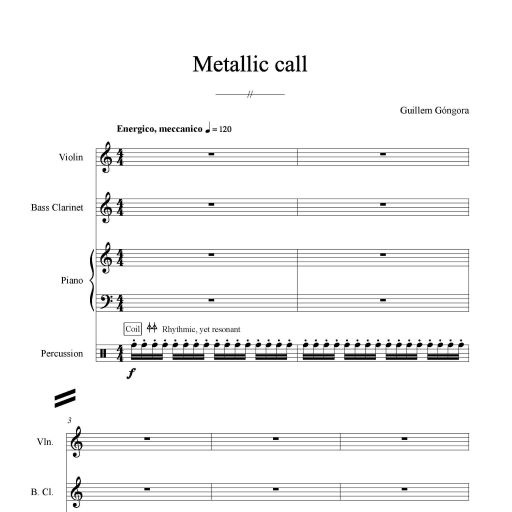 Metallic call
//
Guillem Góngora
Energico, meccanico ♩ = 120
Violin
Bass Clarinet
Piano
Coil Rhythmic, yet resonant
Percussion
f
3
Vln.
B. Cl.